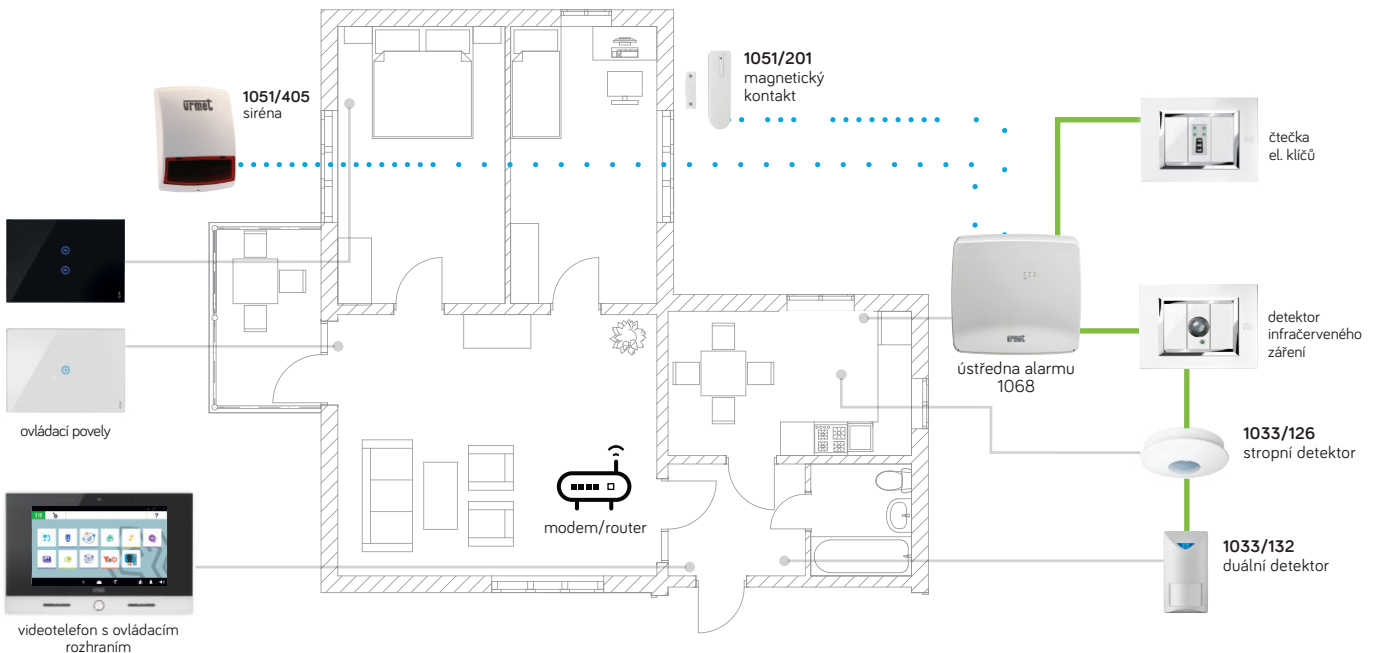 urmet
1051/405
siréna
1051/201
magnetický
kontakt
čtečka
el. klíčů
urmet
ústředna alarmu
1068
detektor
infračerveného
záření
ovládací povely
1033/126
stropní detektor
modem/router
1033/132
duální detektor
?
videotelefon s ovládacím
rozhraním